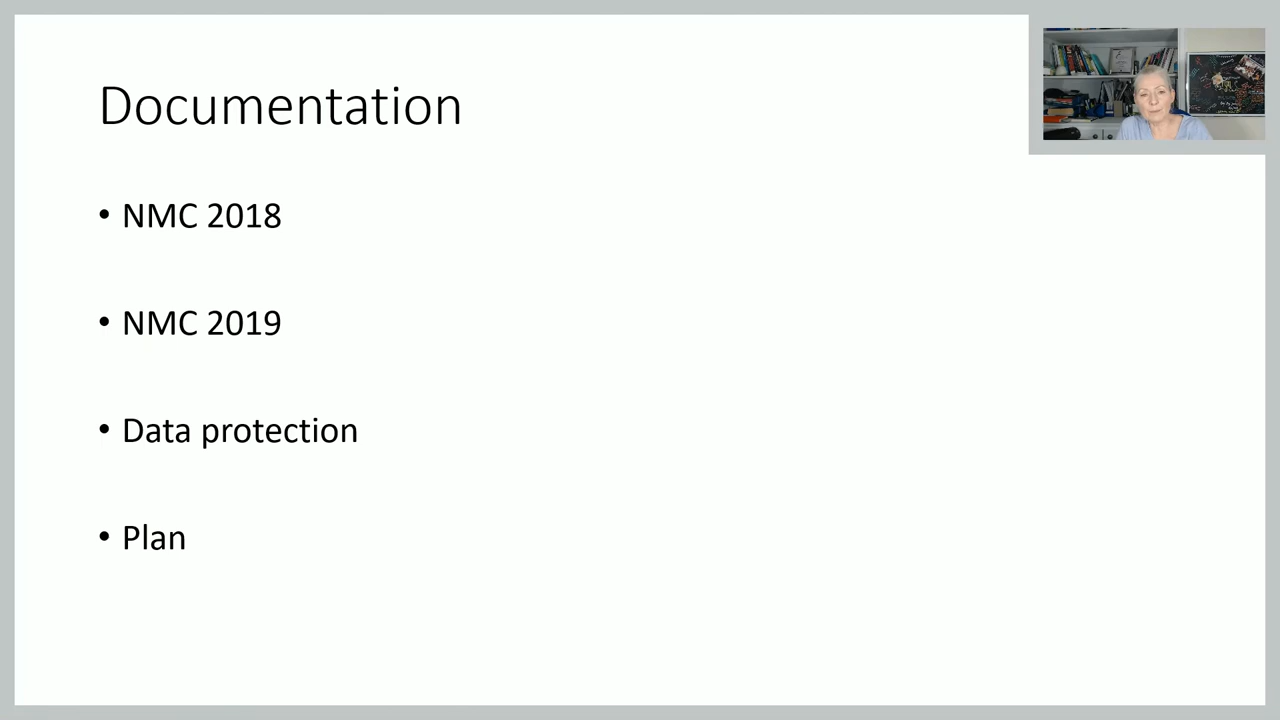 Documentation
• NMC 2018
• NMC 2019
• Data protection
• Plan